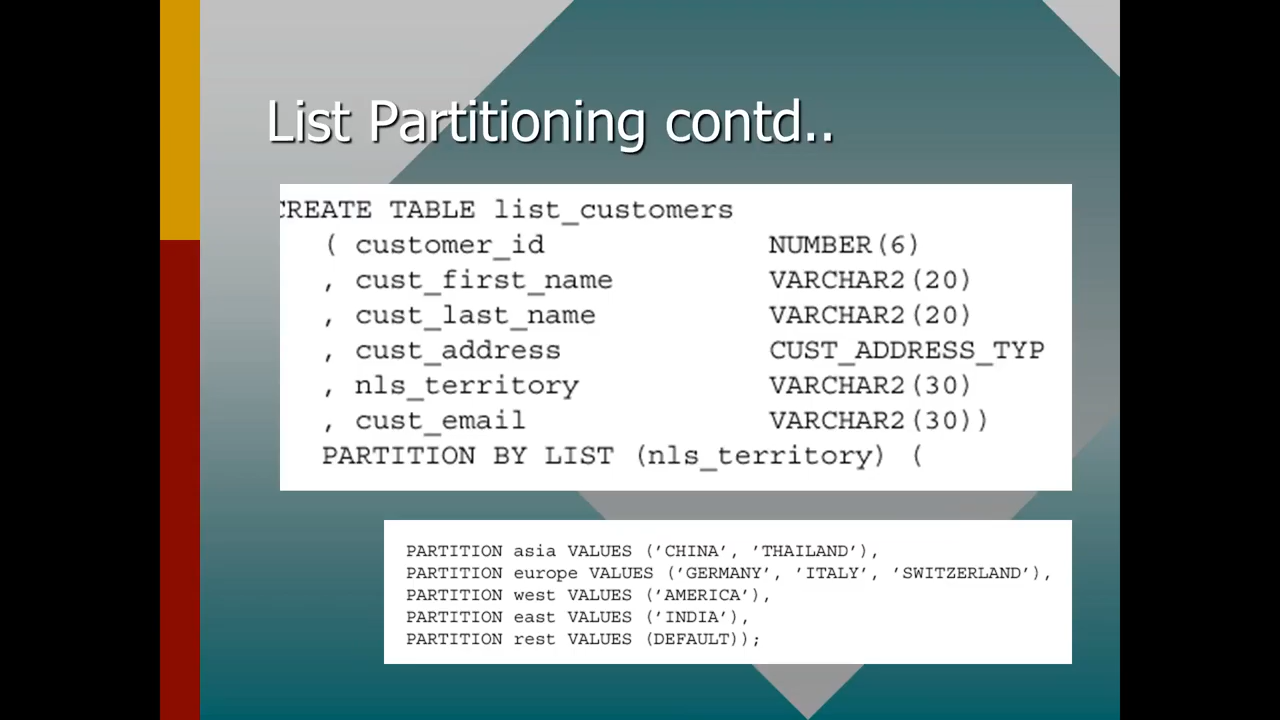 List Partitioning contd..
CREATE TABLE list_customers
( customer_id NUMBER(6)
, cust_first_name VARCHAR2(20)
, cust_last_name VARCHAR2(20)
, cust_address CUST_ADDRESS_TYP
, nls_territory VARCHAR2(30)
, cust_email VARCHAR2(30))
PARTITION BY LIST (nls_territory) (
PARTITION asia VALUES (’CHINA’, ’THAILAND’),
PARTITION europe VALUES (’GERMANY’, ’ITALY’, ’SWITZERLAND’),
PARTITION west VALUES (’AMERICA’),
PARTITION east VALUES (’INDIA’),
PARTITION rest VALUES (DEFAULT));